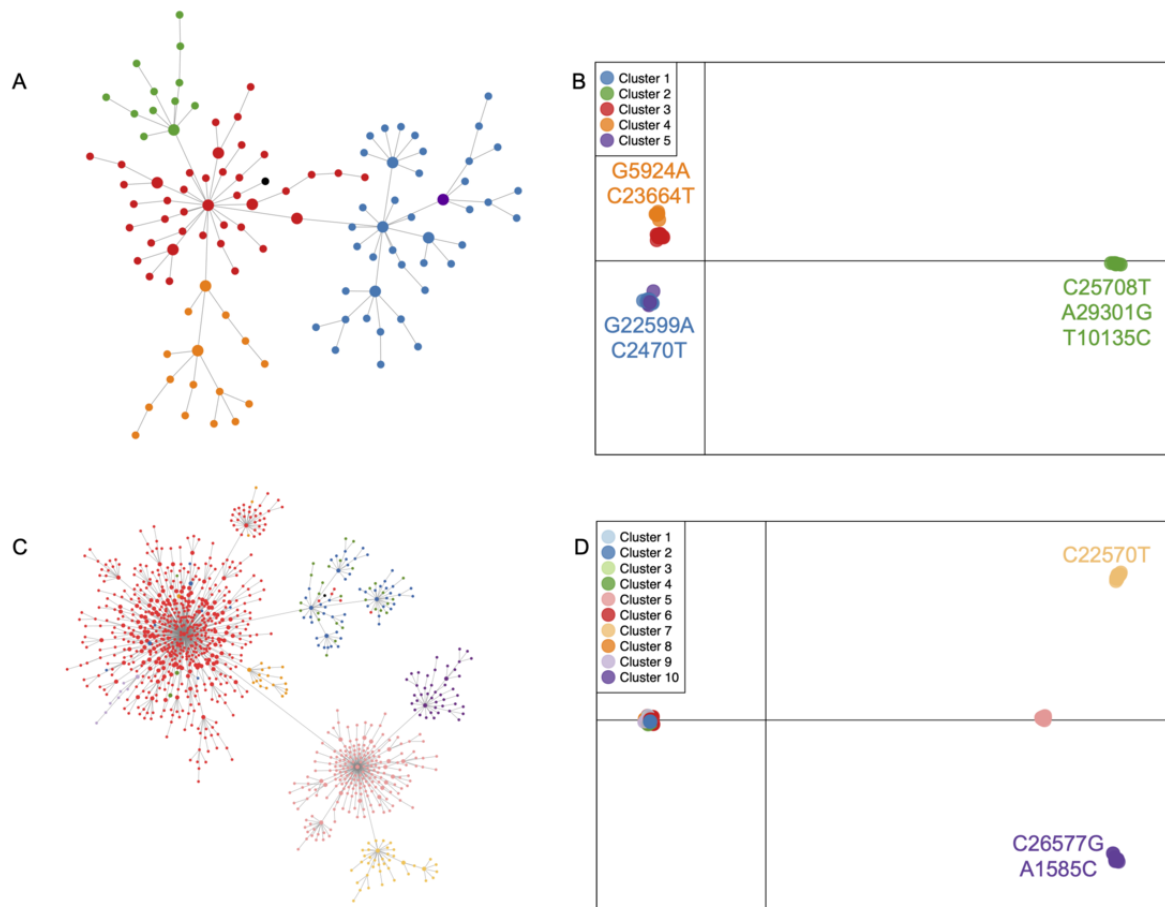 A
B
Cluster 1
Cluster 2
Cluster 3
Cluster 4
Cluster 5
G5924A
C23664T
G22599A
C2470T
C25708T
A29301G
T10135C
C
D
Cluster 1
Cluster 2
Cluster 3
Cluster 4
Cluster 5
Cluster 6
Cluster 7
Cluster 8
Cluster 9
Cluster 10
C22570T
C26577G
A1585C